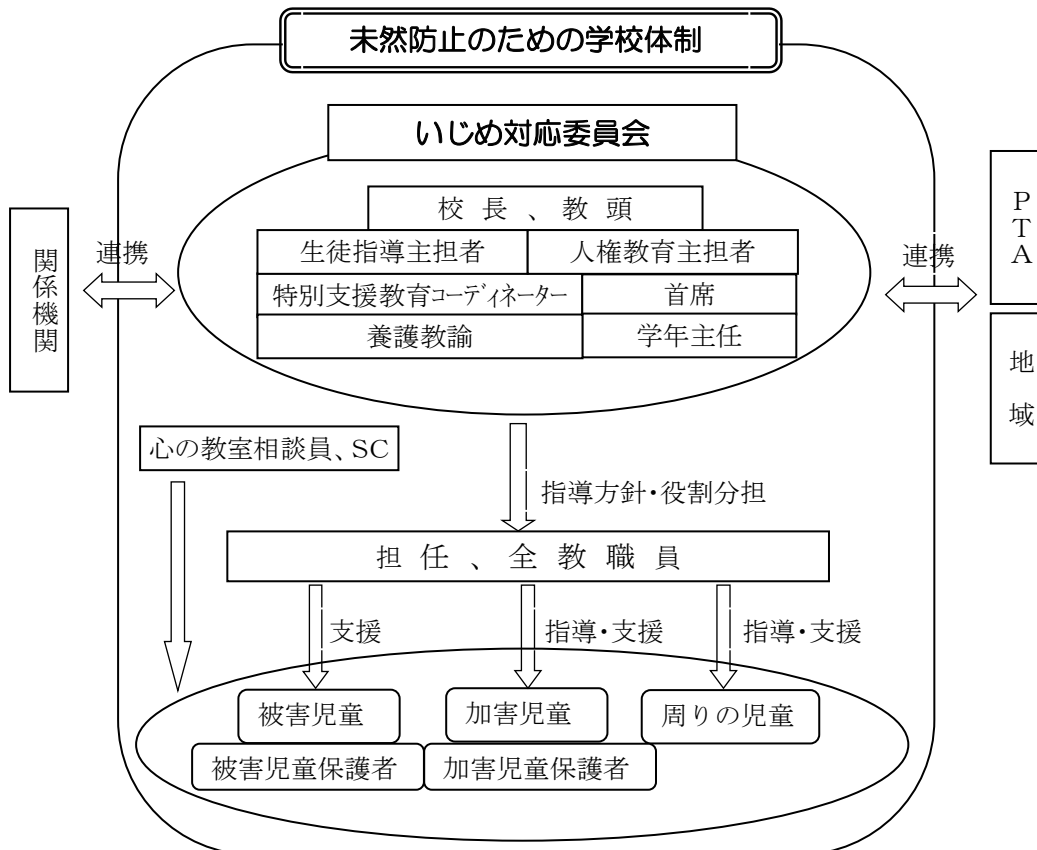 未然防止のための学校体制
いじめ対応委員会
校長、教頭
生徒指導主担者
人権教育主担者
特別支援教育コーディネーター
首席
養護教諭
学年主任
関係機関
連携
連携
PTA
地域
心の教室相談員、SC
指導方針・役割分担
担任、全教職員
支援
指導・支援
指導・支援
被害児童
加害児童
周りの児童
被害児童保護者
加害児童保護者